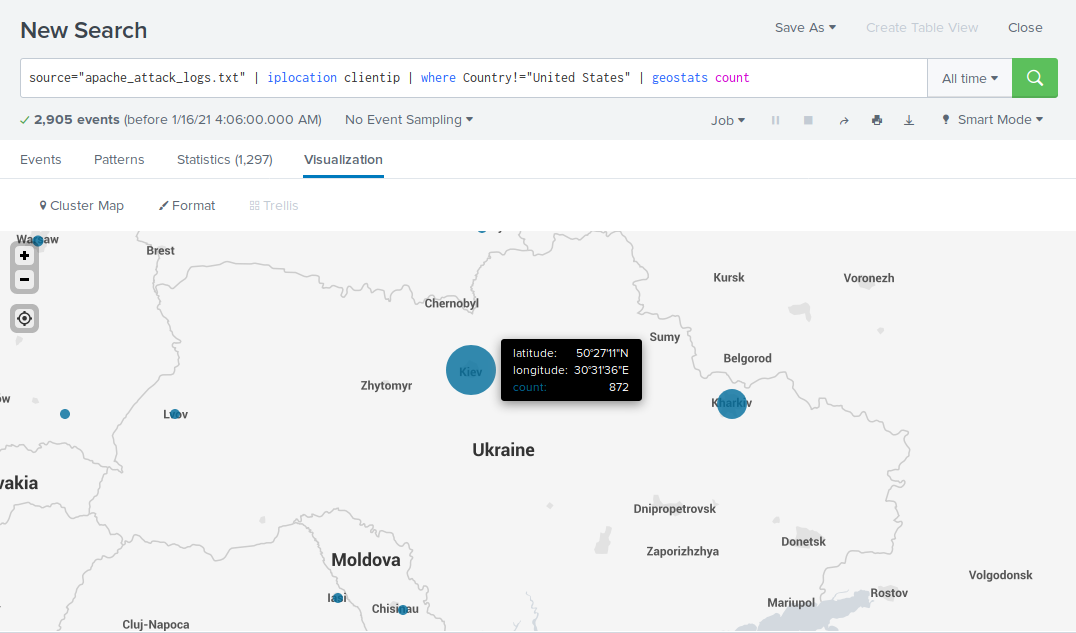 New Search
Save As
Create Table View
Close
source="apache_attack_logs.txt" | iplocation clientip | where Country!="United States" | geostats count
All time
2,905 events (before 1/16/21 4:06:00.000 AM)
No Event Sampling
Job
Smart Mode
Events
Patterns
Statistics (1,297)
Visualization
Cluster Map
Format
Trellis
Warsaw
+
−
Brest
Kursk
Voronezh
Chernobyl
Sumy
latitude: 50°27'11"N
longitude: 30°31'36"E
count: 872
Belgorod
Kiev
Zhytomyr
ow
Kharkiv
Lvov
Ukraine
vakia
Dnipropetrovsk
Donetsk
Zaporizhzhya
Moldova
Volgodonsk
Iasi
Chisinau
Rostov
Mariupol
Cluj-Napoca